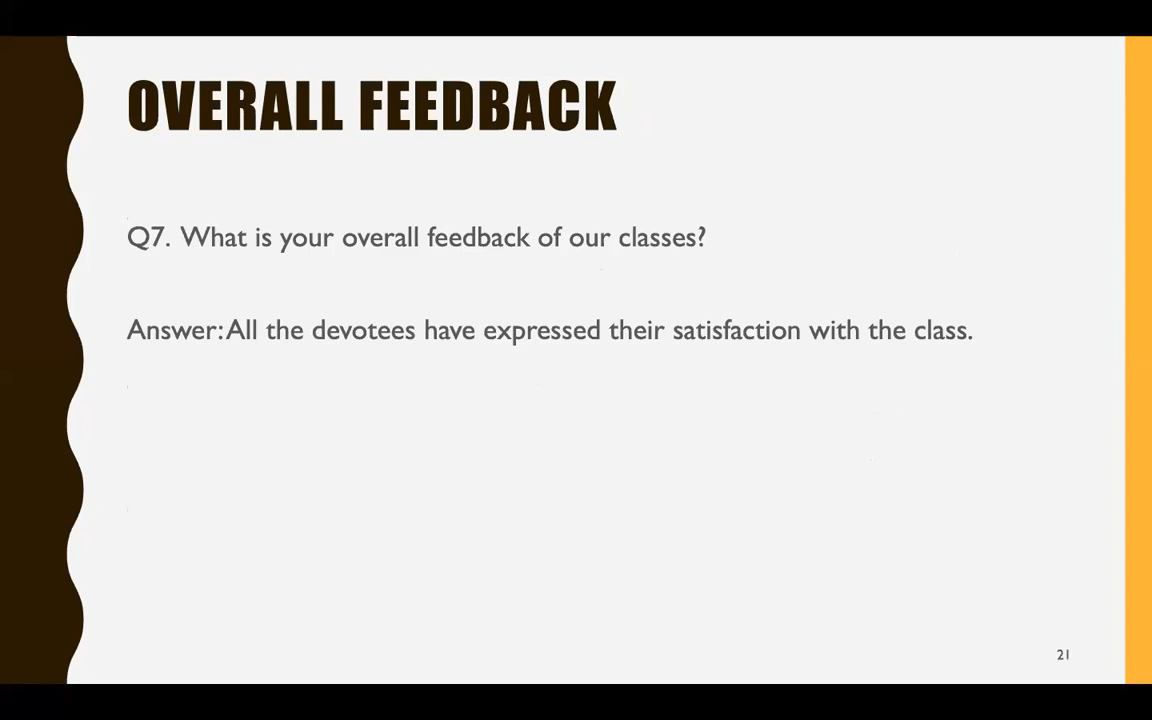 OVERALL FEEDBACK
Q7. What is your overall feedback of our classes?
Answer: All the devotees have expressed their satisfaction with the class.
21